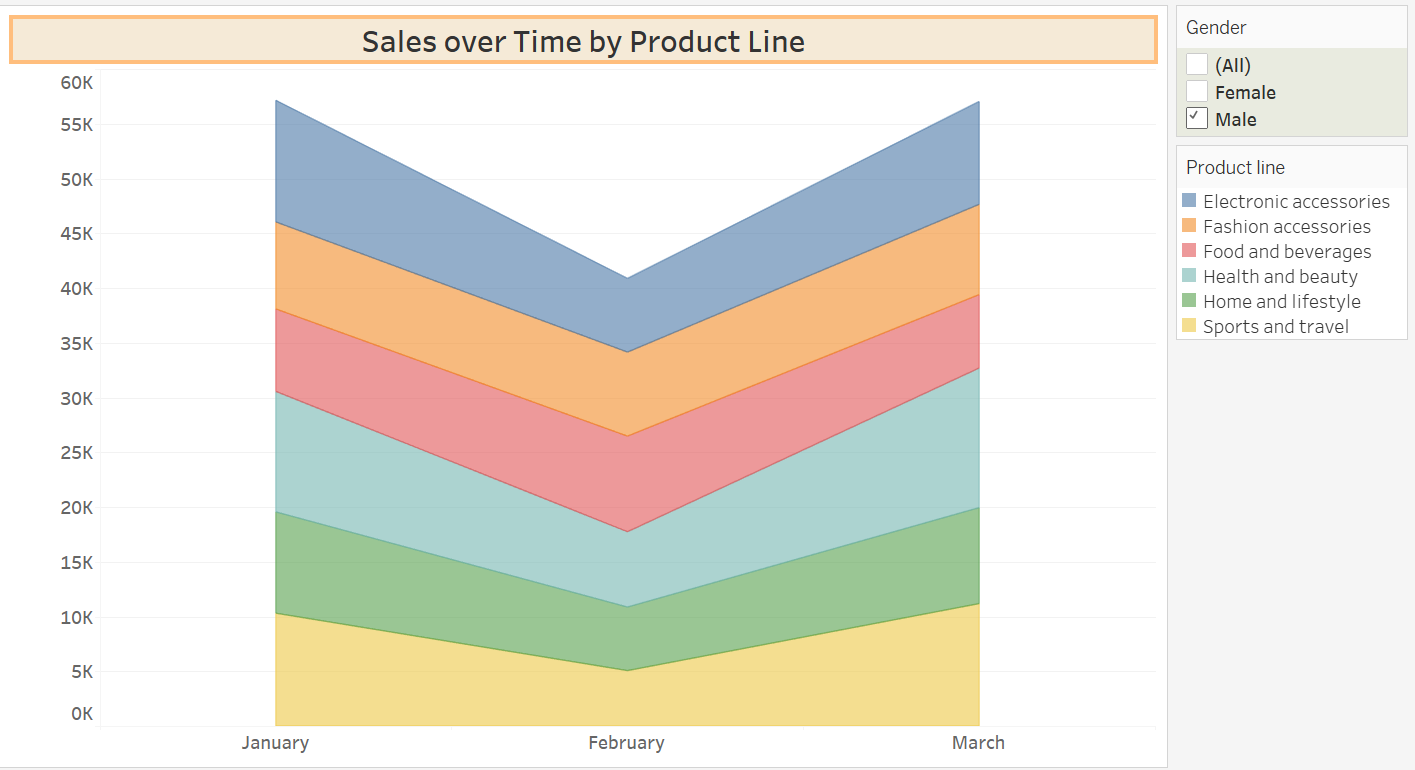 Sales over Time by Product Line
60K
55K
50K
45K
40K
35K
30K
25K
20K
15K
10K
5K
0K
January February March
Gender
(All)
Female
Male
Product line
Electronic accessories
Fashion accessories
Food and beverages
Health and beauty
Home and lifestyle
Sports and travel